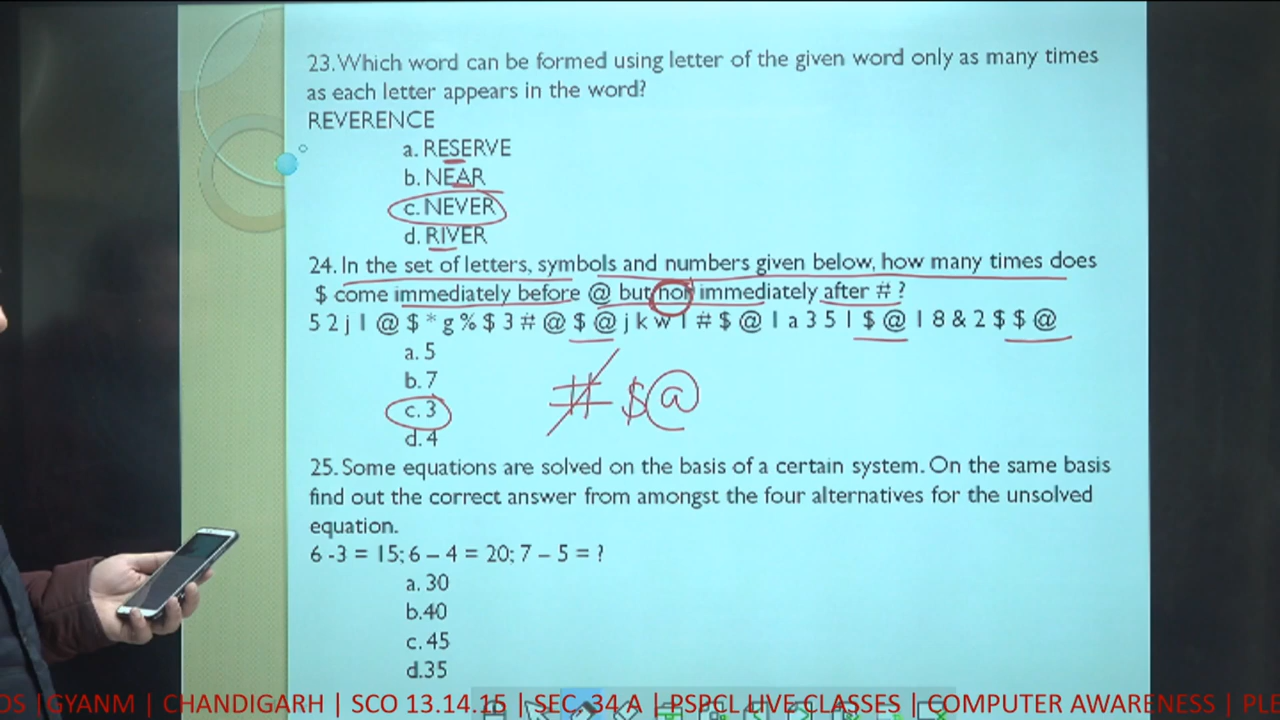 23. Which word can be formed using letter of the given word only as many times
as each letter appears in the word?
REVERENCE
a. RESERVE
b. NEAR
c. NEVER
d. RIVER
24. In the set of letters, symbols and numbers given below, how many times does
$ come immediately before @ but not immediately after # ?
5 2 j l @ $ * g % $ 3 # @ $ @ j k w l # $ @ l a 3 5 l $ @ l 8 & 2 $ $ @
a. 5
b. 7
c. 3
d. 4
# $ @
25. Some equations are solved on the basis of a certain system. On the same basis
find out the correct answer from amongst the four alternatives for the unsolved
equation.
6 -3 = 15; 6 – 4 = 20; 7 – 5 = ?
a. 30
b.40
c. 45
d.35
OS | GYANM | CHANDIGARH | SCO 13.14.15 | SEC. 34 A | PSPCL LIVE CLASSES | COMPUTER AWARENESS | PLE